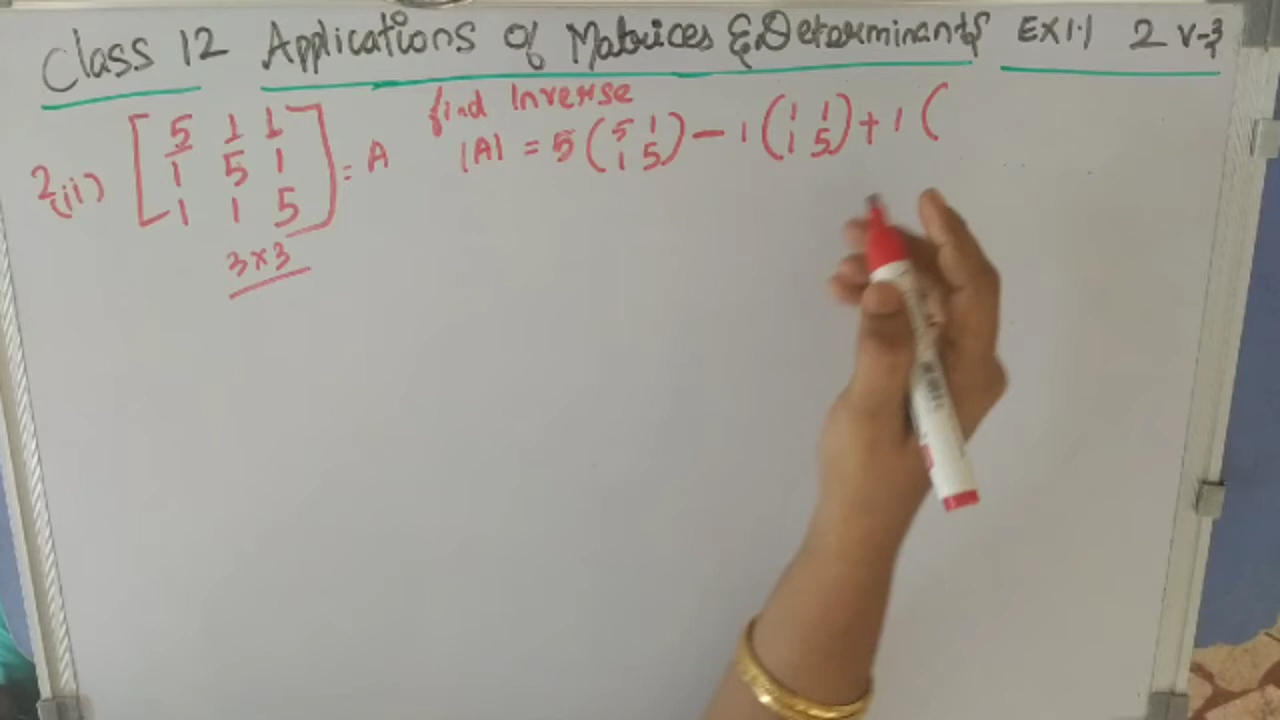 Class 12 Applications of Matrices & Determinants Ex 1.1 2 V-3
find Inverse
2(ii) [5 1 1
1 5 1
1 1 5] = A
3×3
|A| = 5(5 1
1 5) - 1(1 1
1 5) + 1(